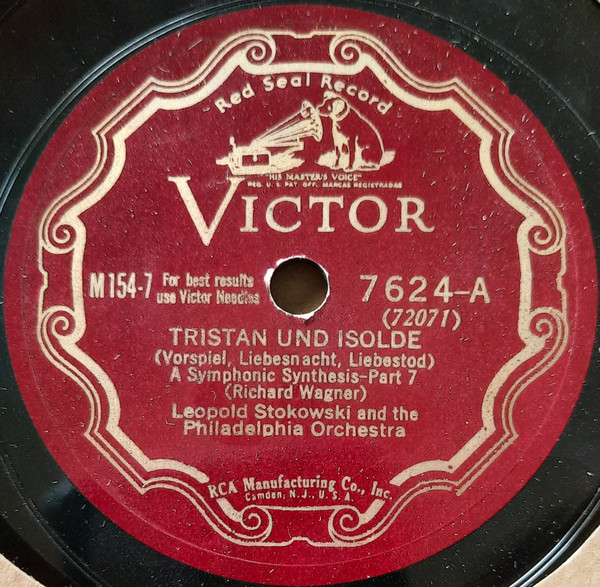 Red Seal Record
"HIS MASTER'S VOICE"
REG. U.S. PAT. OFF. MARCAS REGISTRADAS
VICTOR
M154-7 For best results
use Victor Needles
7624-A
(72071)
TRISTAN UND ISOLDE
(Vorspiel, Liebesnacht, Liebestod)
A Symphonic Synthesis-Part 7
(Richard Wagner)
Leopold Stokowski and the
Philadelphia Orchestra
RCA Manufacturing Co., Inc.
Camden, N.J., U.S.A.